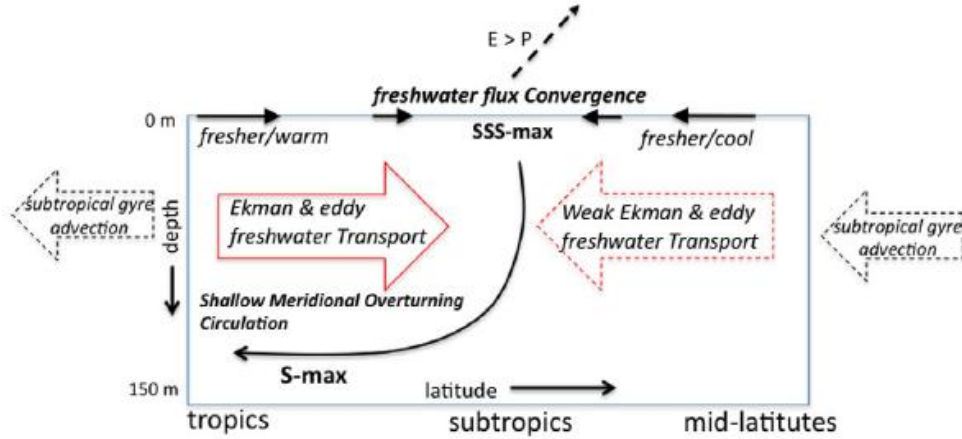 E > P
freshwater flux Convergence
0 m
SSS-max
fresher/warm
fresher/cool
subtropical gyre
advection
depth
Ekman & eddy
freshwater Transport
Weak Ekman & eddy
freshwater Transport
subtropical gyre
advection
Shallow Meridional Overturning
Circulation
S-max
150 m
latitude
tropics
subtropics
mid-latitudes